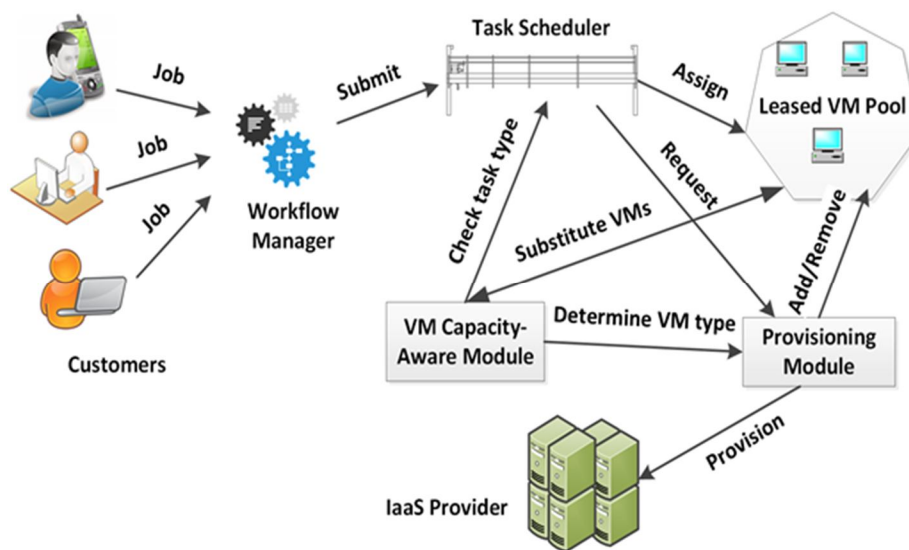 Task Scheduler
Job
Submit
Assign
Leased VM Pool
Job
Workflow
Manager
Check task type
Request
Job
Substitute VMs
Add/Remove
Customers
VM Capacity-
Aware Module
Determine VM type
Provisioning
Module
Provision
IaaS Provider